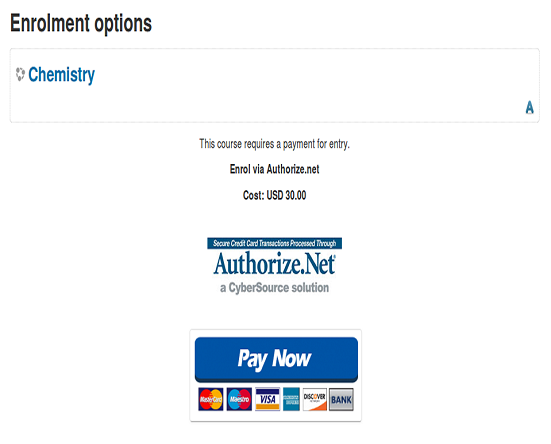 Enrolment options
Chemistry
A
This course requires a payment for entry.
Enrol via Authorize.net
Cost: USD 30.00
Secure Credit Card Transactions Processed Through
Authorize.Net
a CyberSource solution
Pay Now
MasterCard Maestro VISA DISCOVER BANK